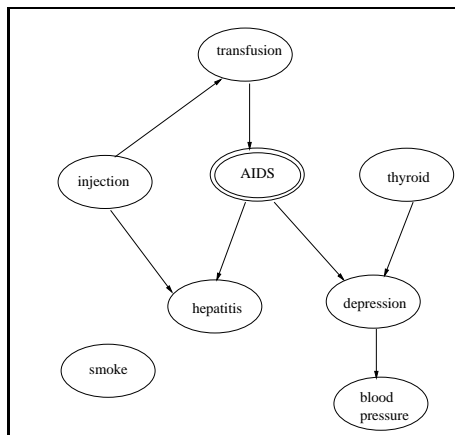 transfusion
injection
AIDS
thyroid
hepatitis
depression
smoke
blood
pressure